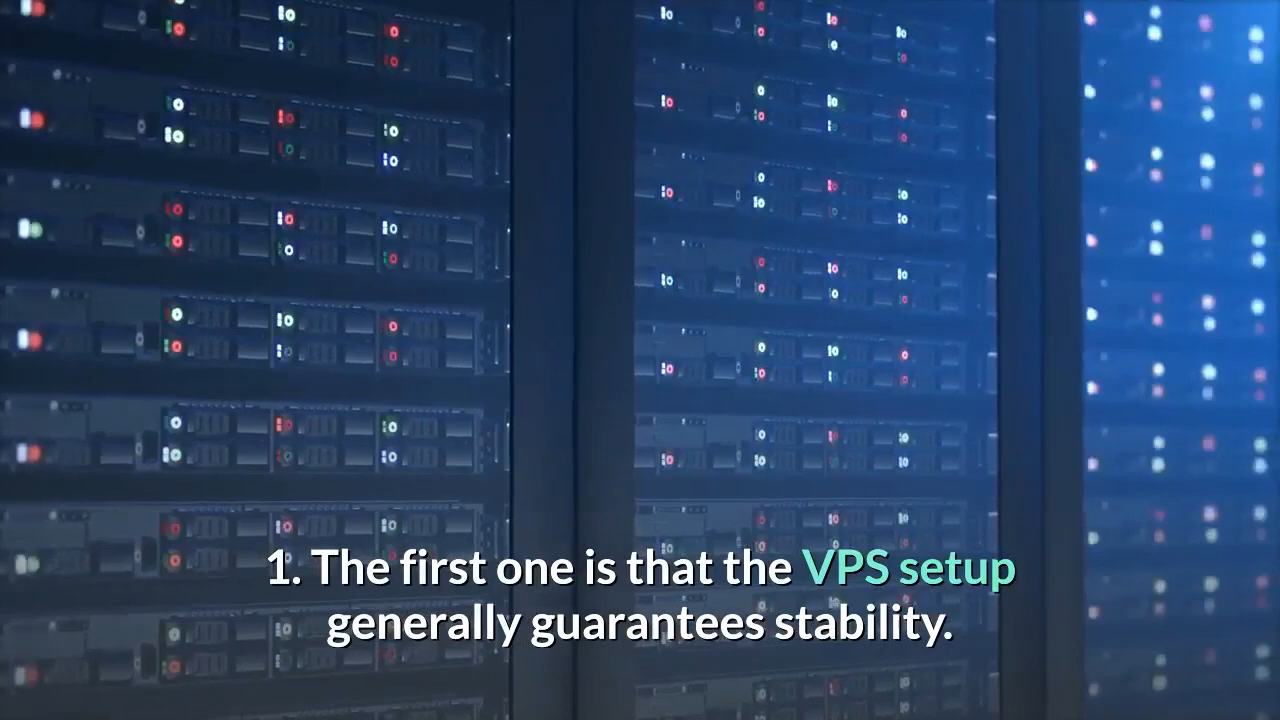 1. The first one is that the VPS setup
generally guarantees stability.